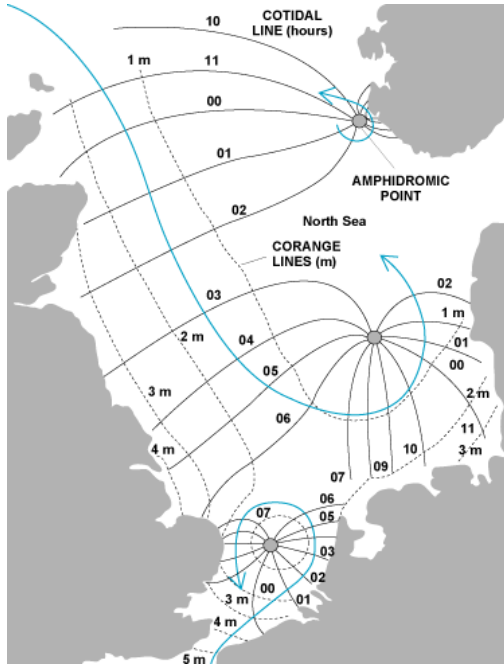 10
COTIDAL
LINE (hours)
1 m
11
00
01
AMPHIDROMIC
POINT
02
North Sea
CORANGE
LINES (m)
03
02
1 m
2 m
04
01
00
05
3 m
2 m
06
11
4 m
10
3 m
09
07
06
07
05
03
02
00
3 m
01
4 m
5 m